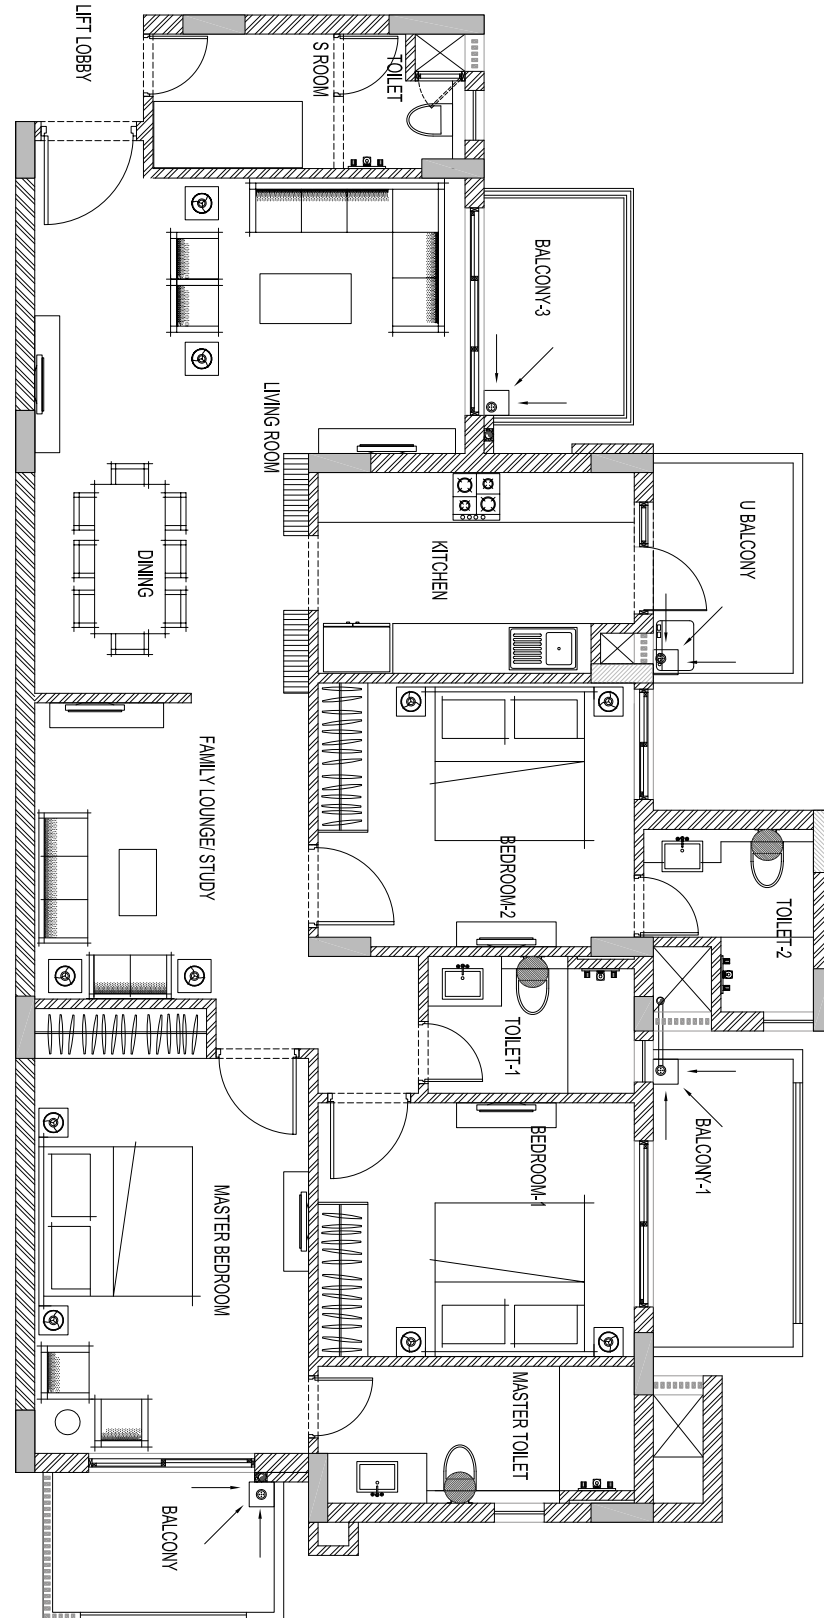 LIFT LOBBY
S ROOM
TOILET
BALCONY-3
LIVING ROOM
U BALCONY
KITCHEN
DINING
FAMILY LOUNGE/ STUDY
BEDROOM-2
TOILET-2
TOILET-1
BALCONY-1
BEDROOM-1
MASTER BEDROOM
MASTER TOILET
BALCONY